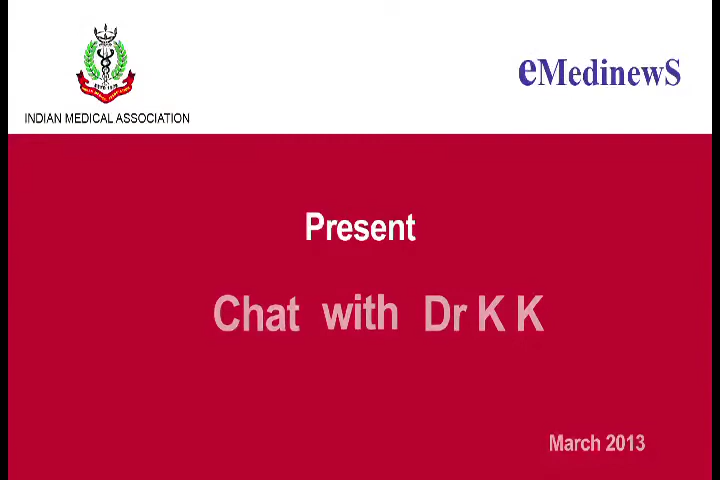 INDIAN MEDICAL ASSOCIATION
eMedinewS
Present
Chat with Dr K K
March 2013